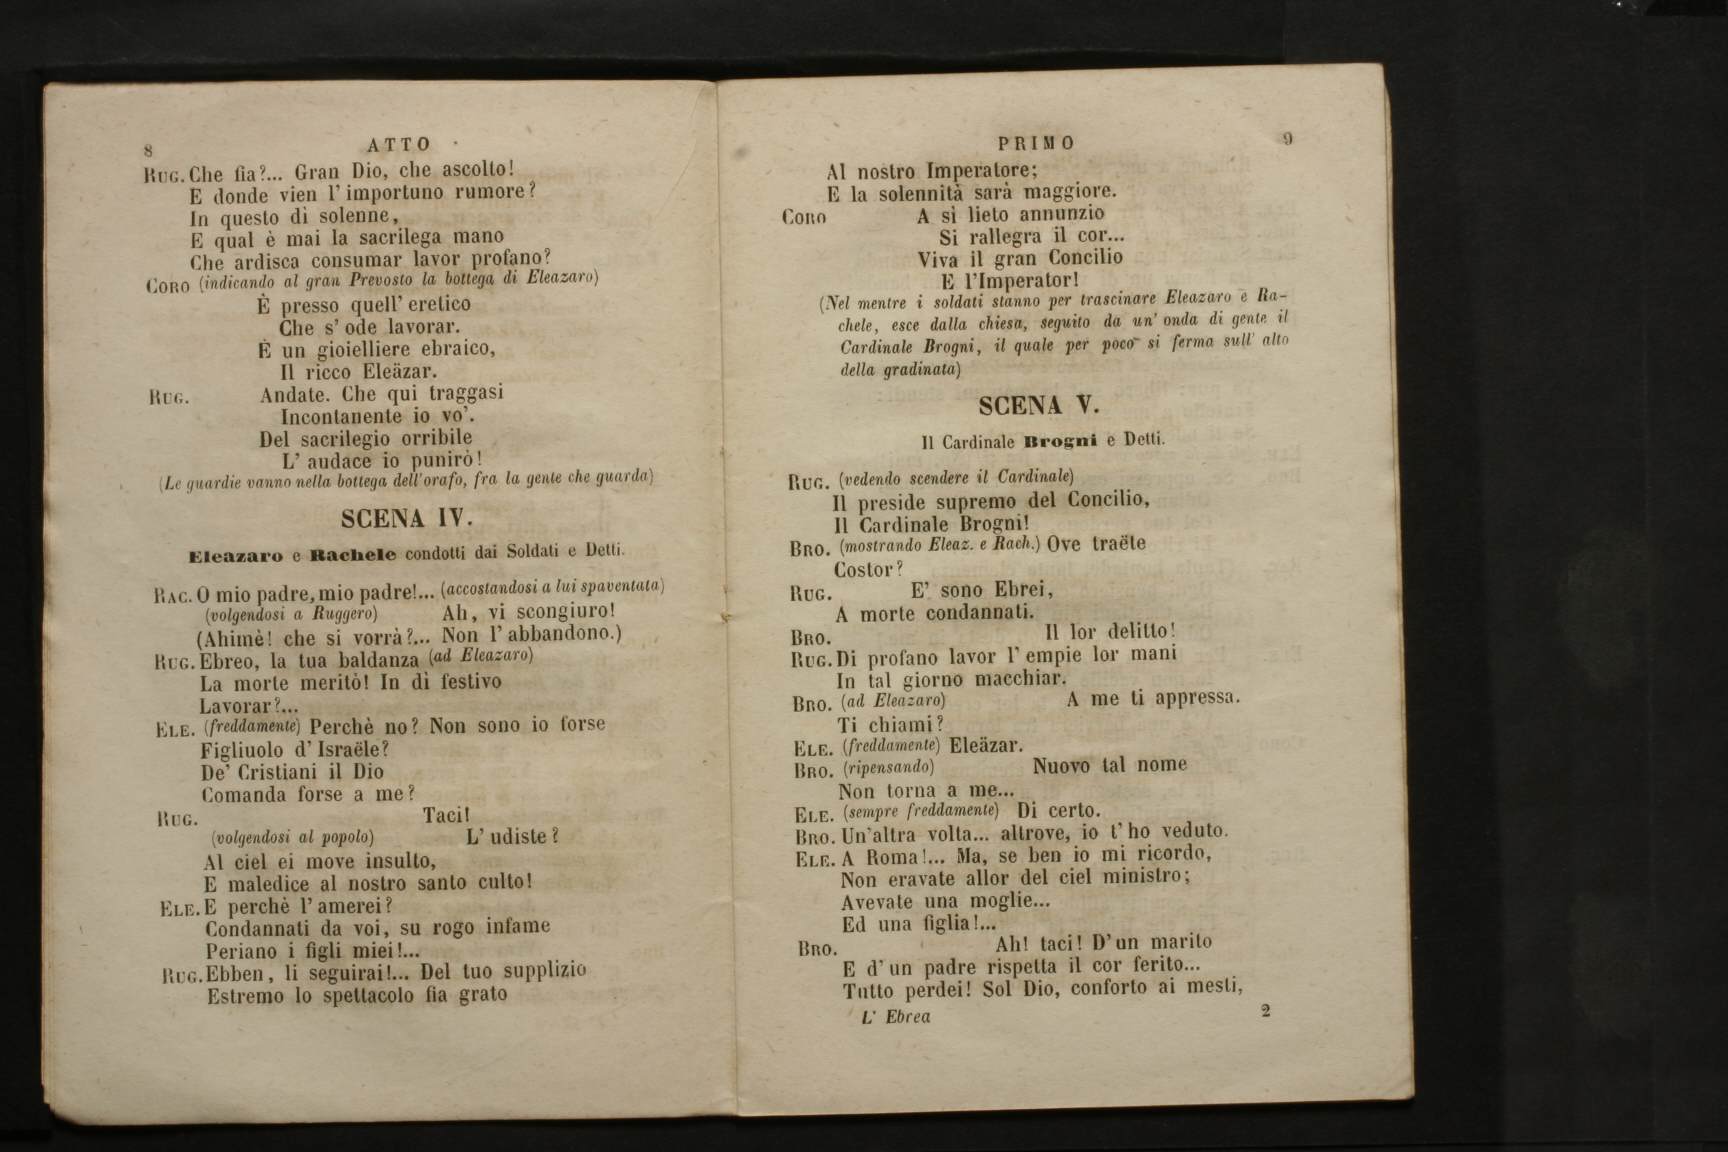 8 ATTO
RUG. Che fia?... Gran Dio, che ascolto!
E donde vien l'importuno rumore?
In questo dì solenne,
E qual è mai la sacrilega mano
Che ardisca consumar lavor profano?
CORO (indicando al gran Prevosto la bottega di Eleazaro)
È presso quell' eretico
Che s' ode lavorar.
È un gioielliere ebraico,
Il ricco Eleäzar.
RUG. Andate. Che qui traggasi
Incontanente io vo'.
Del sacrilegio orribile
L' audace io punirò!
(Le guardie vanno nella bottega dell'orafo, fra la gente che guarda)
SCENA IV.
Eleazaro e Rachele condotti dai Soldati e Detti.
RAC. O mio padre, mio padre!... (accostandosi a lui spaventata)
(volgendosi a Ruggero) Ah, vi scongiuro!
(Ahimè! che si vorrà?... Non l'abbandono.)
RUG. Ebreo, la tua baldanza (ad Eleazaro)
La morte meritò! In dì festivo
Lavorar?...
ELE. (freddamente) Perchè no? Non sono io forse
Figliuolo d'Israële?
De' Cristiani il Dio
Comanda forse a me?
RUG. Taci!
(volgendosi al popolo) L' udiste?
Al ciel ei move insulto,
E maledice al nostro santo culto!
ELE. E perchè l'amerei?
Condannati da voi, su rogo infame
Periano i figli miei!...
RUG. Ebben, li seguirai!... Del tuo supplizio
Estremo lo spettacolo fia grato
PRIMO 9
Al nostro Imperatore;
E la solennità sarà maggiore.
CORO A sì lieto annunzio
Si rallegra il cor...
Viva il gran Concilio
E l'Imperator!
(Nel mentre i soldati stanno per trascinare Eleazaro e Ra-
chele, esce dalla chiesa, seguito da un' onda di gente il
Cardinale Brogni, il quale per poco si ferma sull' alto
della gradinata)
SCENA V.
Il Cardinale Brogni e Detti.
RUG. (vedendo scendere il Cardinale)
Il preside supremo del Concilio,
Il Cardinale Brogni!
BRO. (mostrando Eleaz. e Rach.) Ove traëte
Costor?
RUG. E' sono Ebrei,
A morte condannati.
BRO. Il lor delitto!
RUG. Di profano lavor l'empie lor mani
In tal giorno macchiar.
BRO. (ad Eleazaro) A me ti appressa.
Ti chiami?
ELE. (freddamente) Eleäzar.
BRO. (ripensando) Nuovo tal nome
Non torna a me...
ELE. (sempre freddamente) Di certo.
BRO. Un'altra volta... altrove, io t'ho veduto.
ELE. A Roma!... Ma, se ben io mi ricordo,
Non eravate allor del ciel ministro;
Avevate una moglie...
Ed una figlia!...
BRO. Ah! taci! D'un marito
E d'un padre rispetta il cor ferito...
Tutto perdei! Sol Dio, conforto ai mesti,
L' Ebrea 2